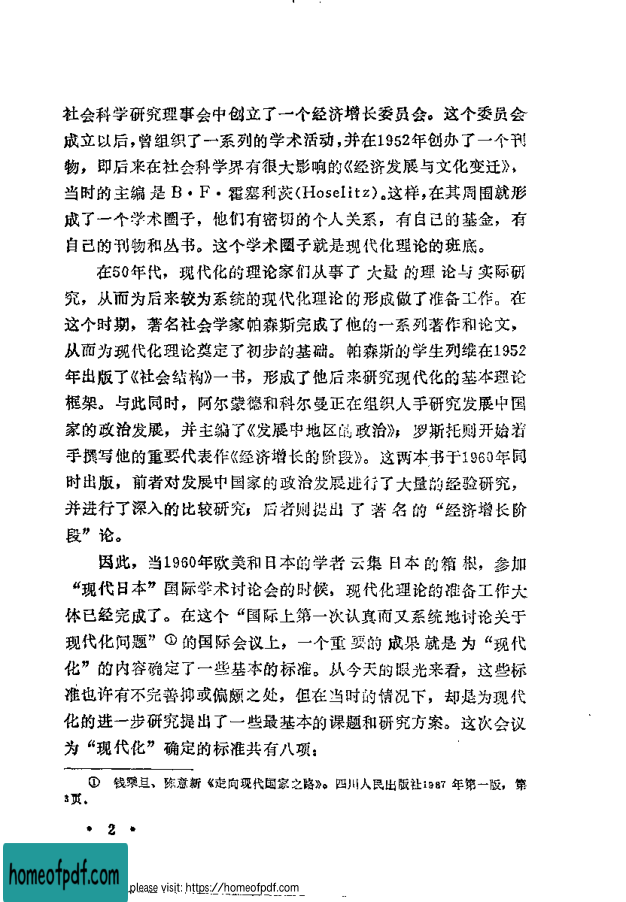 社会科学研究理事会中创立了一个经济增长委员会。这个委员会
成立以后,曾组织了一系列的学术活动,并在1952年创办了一个刊
物，即后来在社会科学界有很大影响的《经济发展与文化变迁》,
当时的主编是B·F·霍塞利茨(Hoselitz)。这样,在其周围就形
成了一个学术圈子，他们有密切的个人关系，有自己的基金，有
自己的刊物和丛书。这个学术圈子就是现代化理论的班底。
在50年代，现代化的理论家们从事了大量的理论与实际研
究，从而为后来较为系统的现代化理论的形成做了准备工作。在
这个时期，著名社会学家帕森斯完成了他的一系列著作和论文，
从而为现代化理论奠定了初步的基础。帕森斯的学生列维在1952
年出版了《社会结构》一书，形成了他后来研究现代化的基本理论
框架。与此同时，阿尔蒙德和科尔曼正在组织人手研究发展中国
家的政治发展，并主编了《发展中地区的政治》；罗斯托则开始着
手撰写他的重要代表作《经济增长的阶段》。这两本书于1960年同
时出版，前者对发展中国家的政治发展进行了大量的经验研究，
并进行了深入的比较研究；后者则提出了著名的“经济增长阶
段”论。
因此，当1960年欧美和日本的学者云集日本的箱根，参加
“现代日本”国际学术讨论会的时候，现代化理论的准备工作大
体已经完成了。在这个“国际上第一次认真而又系统地讨论关于
现代化问题”①的国际会议上，一个重要的成果就是为“现代
化”的内容确定了一些基本的标准。从今天的眼光来看，这些标
准也许有不完善抑或偏颇之处，但在当时的情况下，却是为现代
化的进一步研究提出了一些最基本的课题和研究方案。这次会议
为“现代化”确定的标准共有八项：
① 钱乘旦、陈意新《走向现代国家之路》。四川人民出版社1987年第一版，第
3页。
• 2 •
homeofpdf.com
please visit: https://homeofpdf.com